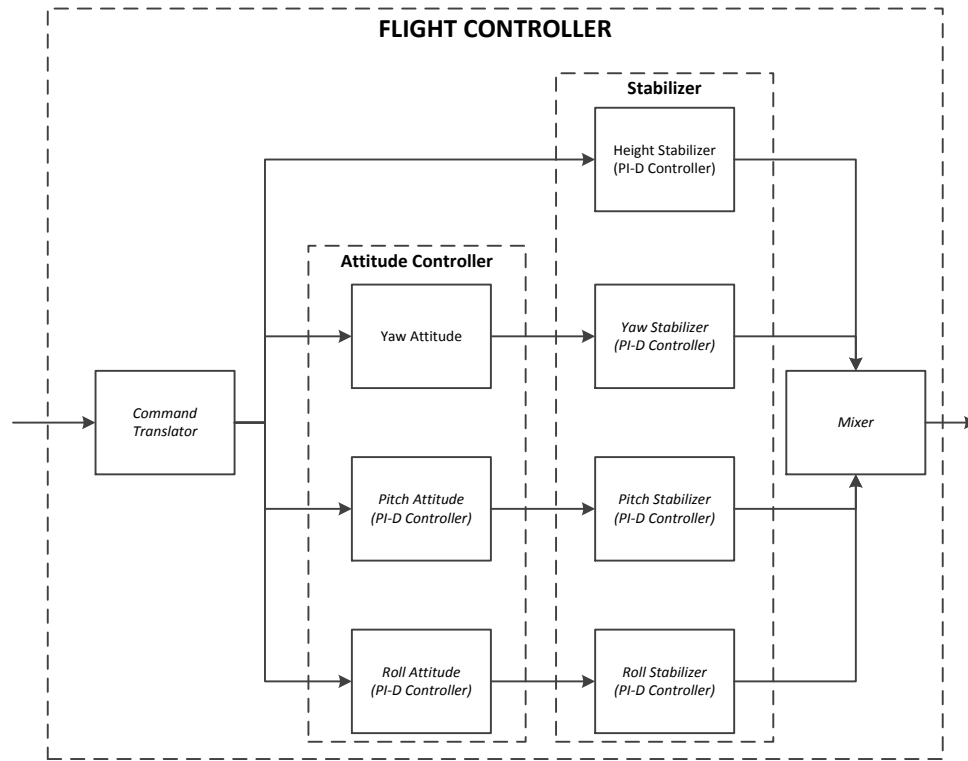 FLIGHT CONTROLLER
Stabilizer
Height Stabilizer
(PI-D Controller)
Attitude Controller
Yaw Attitude
Yaw Stabilizer
(PI-D Controller)
Command
Translator
Mixer
Pitch Attitude
(PI-D Controller)
Pitch Stabilizer
(PI-D Controller)
Roll Attitude
(PI-D Controller)
Roll Stabilizer
(PI-D Controller)